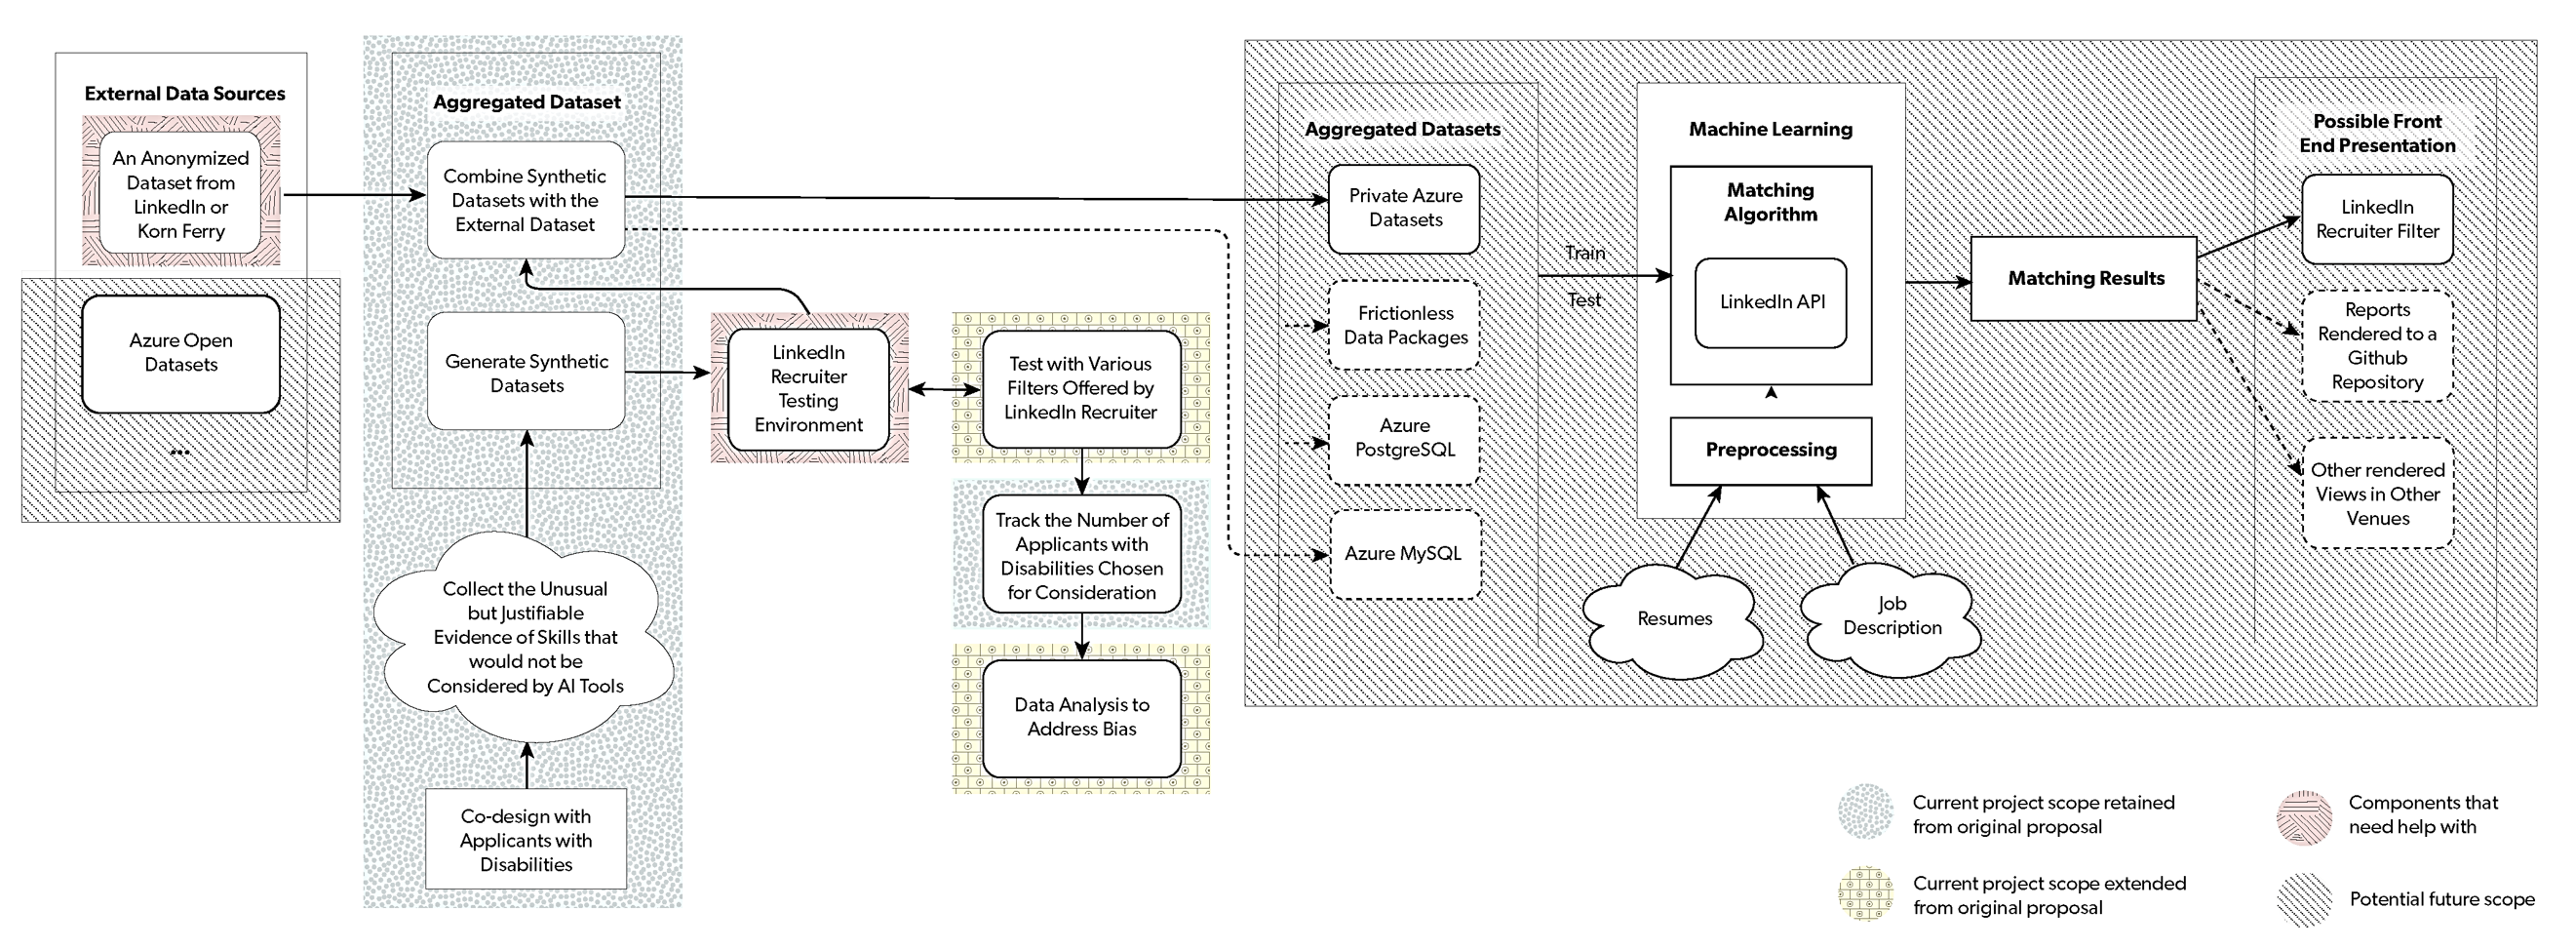 External Data Sources
An Anonymized
Dataset from
LinkedIn or
Korn Ferry
Azure Open
Datasets
...
Aggregated Dataset
Combine Synthetic
Datasets with the
External Dataset
Generate Synthetic
Datasets
Collect the Unusual
but Justifiable
Evidence of Skills that
would not be
Considered by AI Tools
Co-design with
Applicants with
Disabilities
LinkedIn
Recruiter
Testing
Environment
Test with Various
Filters Offered by
LinkedIn Recruiter
Track the Number of
Applicants with
Disabilities Chosen
for Consideration
Data Analysis to
Address Bias
Aggregated Datasets
Private Azure
Datasets
Frictionless
Data Packages
Azure
PostgreSQL
Azure MySQL
Train
Test
Machine Learning
Matching
Algorithm
LinkedIn API
Preprocessing
Resumes
Job
Description
Matching Results
Possible Front
End Presentation
LinkedIn
Recruiter Filter
Reports
Rendered to a
Github
Repository
Other rendered
Views in Other
Venues
Current project scope retained
from original proposal
Components that
need help with
Current project scope extended
from original proposal
Potential future scope